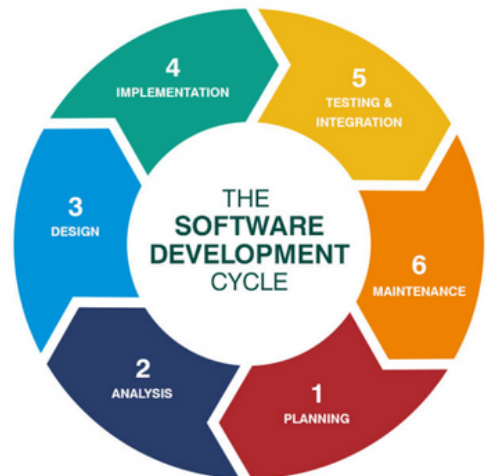 THE
SOFTWARE
DEVELOPMENT
CYCLE
1
PLANNING
2
ANALYSIS
3
DESIGN
4
IMPLEMENTATION
5
TESTING &
INTEGRATION
6
MAINTENANCE